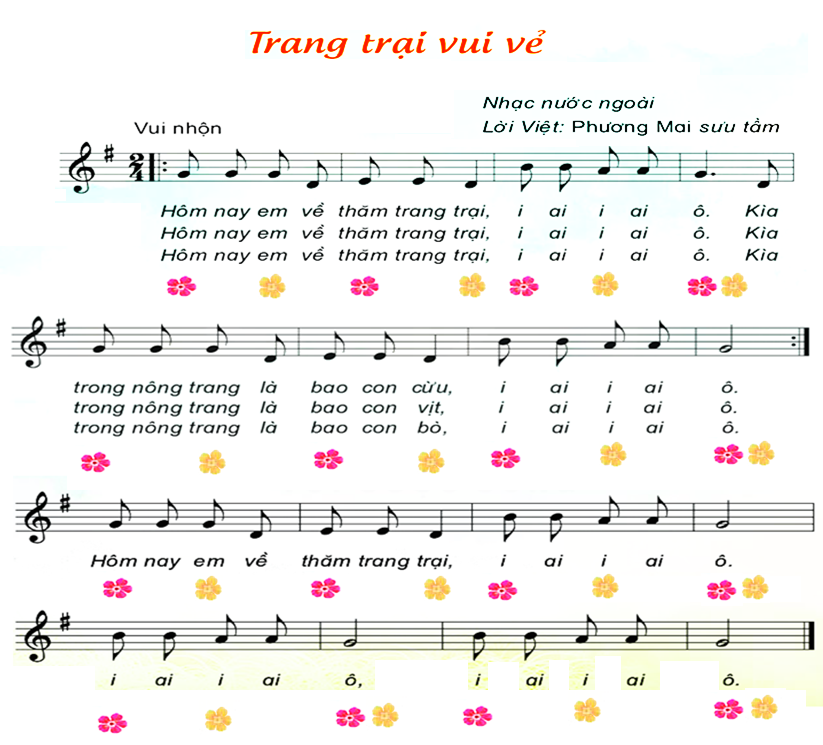 Trang trại vui vẻ
Nhạc nước ngoài
Vui nhộn
Lời Việt: Phương Mai sưu tầm
2
4
Hôm nay em về thăm trang trại, i ai i ai ô. Kìa
Hôm nay em về thăm trang trại, i ai i ai ô. Kìa
Hôm nay em về thăm trang trại, i ai i ai ô. Kìa
trong nông trang là bao con cừu, i ai i ai ô.
trong nông trang là bao con vịt, i ai i ai ô.
trong nông trang là bao con bò, i ai i ai ô.
Hôm nay em về thăm trang trại, i ai i ai ô.
i ai i ai ô, i ai i ai ô.